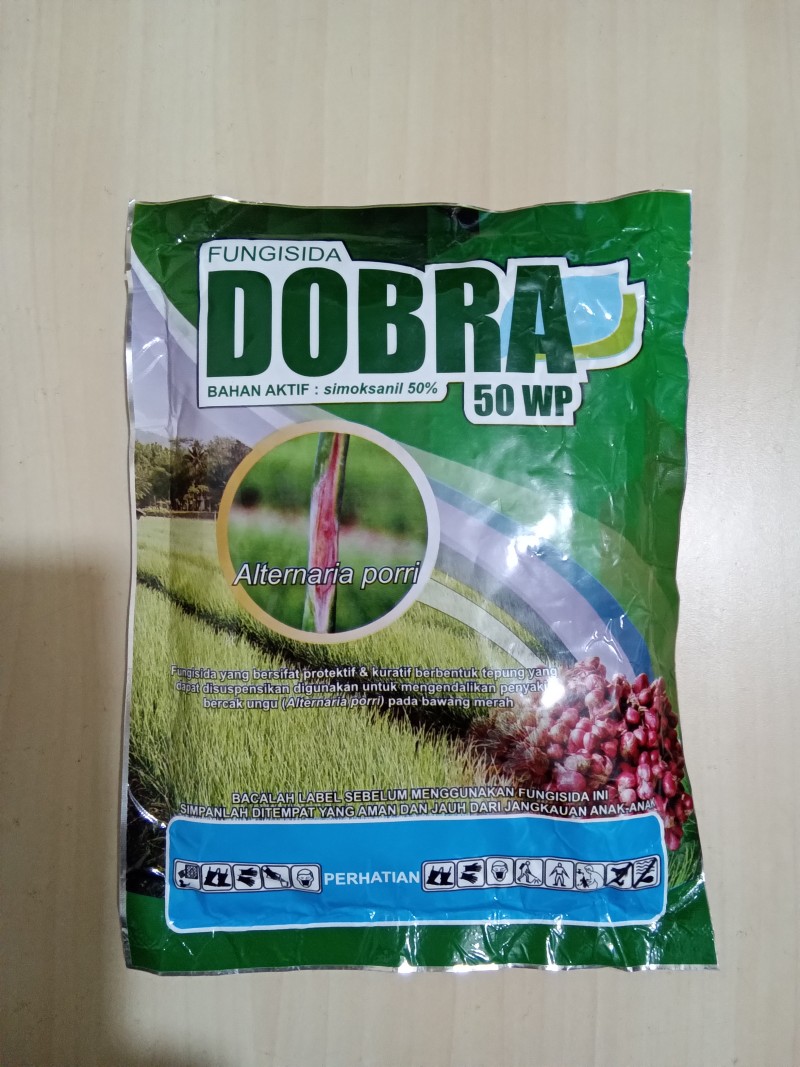 FUNGISIDA
DOBRA
BAHAN AKTIF : simoksanil 50%
50 WP
Alternaria porri
Fungisida yang bersifat protektif & kuratif berbentuk tepung yang
dapat disuspensikan digunakan untuk mengendalikan penyakit
bercak ungu (Alternaria porri) pada bawang merah
BACALAH LABEL SEBELUM MENGGUNAKAN FUNGISIDA INI
SIMPANLAH DITEMPAT YANG AMAN DAN JAUH DARI JANGKAUAN ANAK-ANAK
PERHATIAN